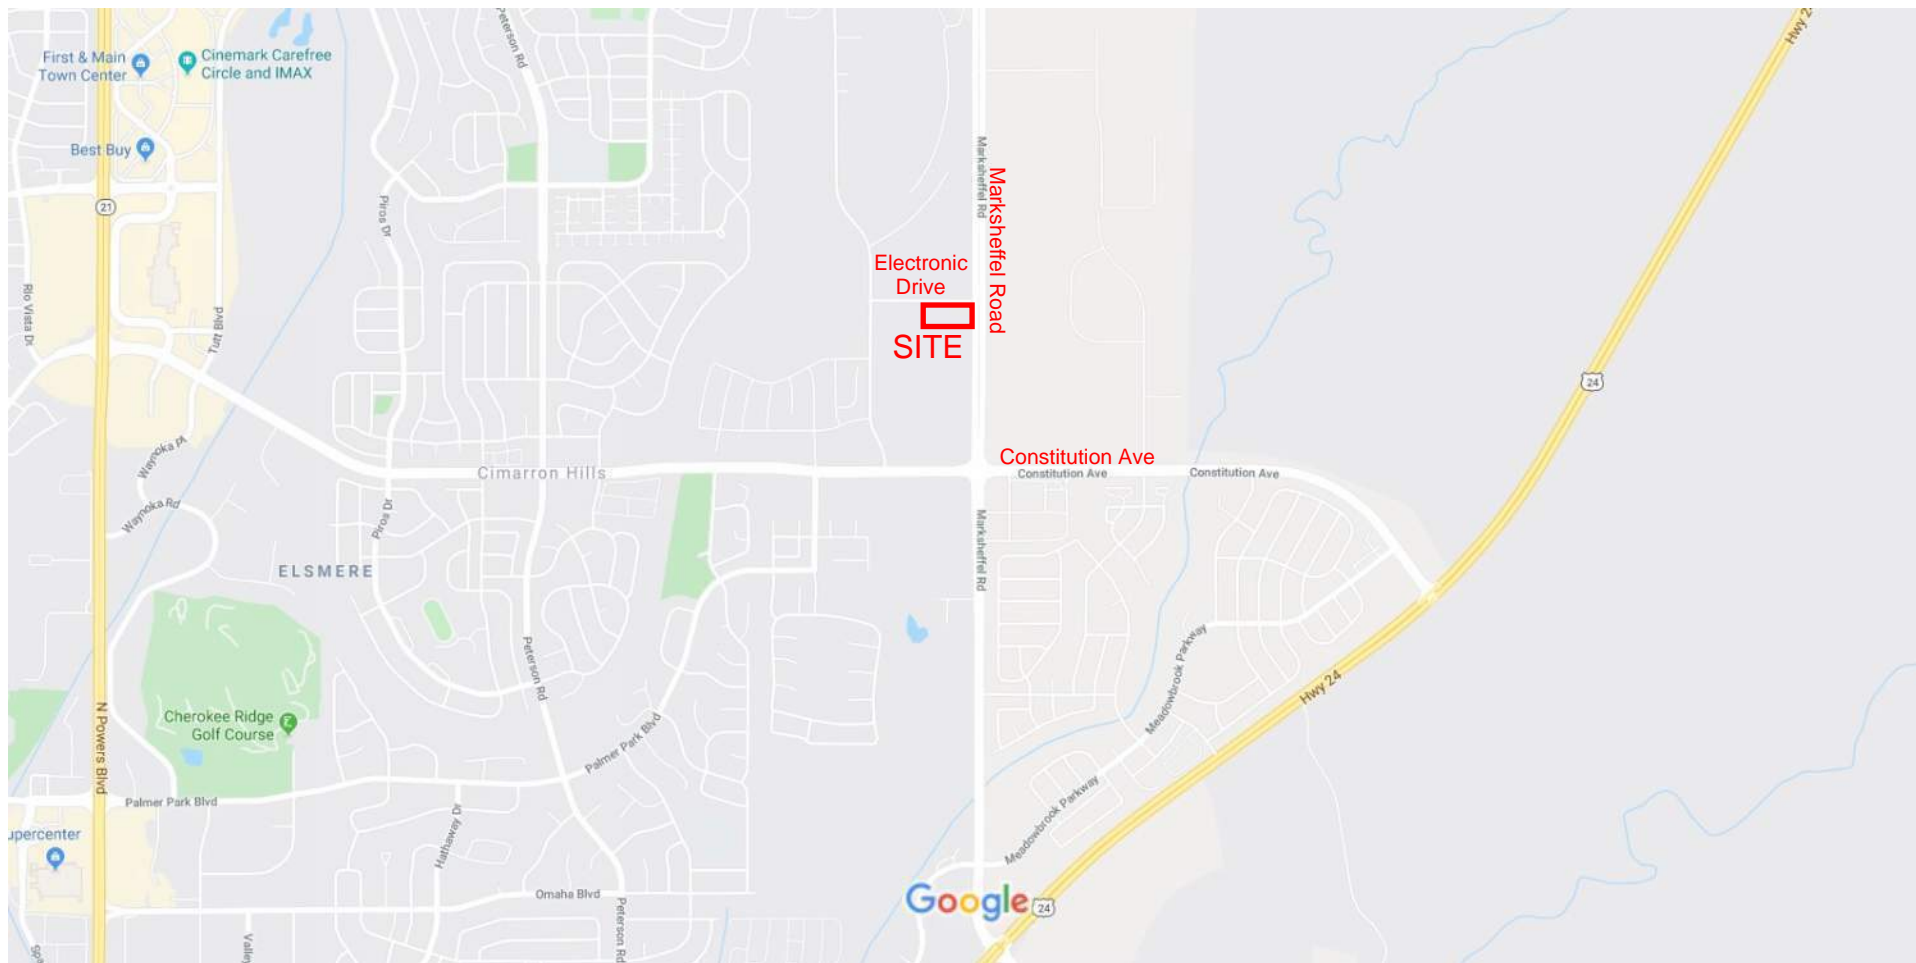 Peterson Rd
Hwy 2
First & Main
Town Center
Cinemark Carefree
Circle and IMAX
Best Buy
Marksheffel Rd
Marksheffel Road
21
Piros Dr
Electronic
Drive
Rio Vista Dr
Tutt Blvd
SITE
24
Waynoka Pl
Cimarron Hills
Constitution Ave
Constitution Ave
Constitution Ave
Waynoka Rd
Piros Dr
Marksheffel Rd
ELSMERE
Peterson Rd
Meadowbrook Parkway
Hwy 24
N Powers Blvd
Cherokee Ridge
Golf Course
Palmer Park Blvd
Palmer Park Blvd
Hathaway Dr
Meadowbrook Parkway
upercenter
Omaha Blvd
Google
24
Peterson Rd
Valley
Spa